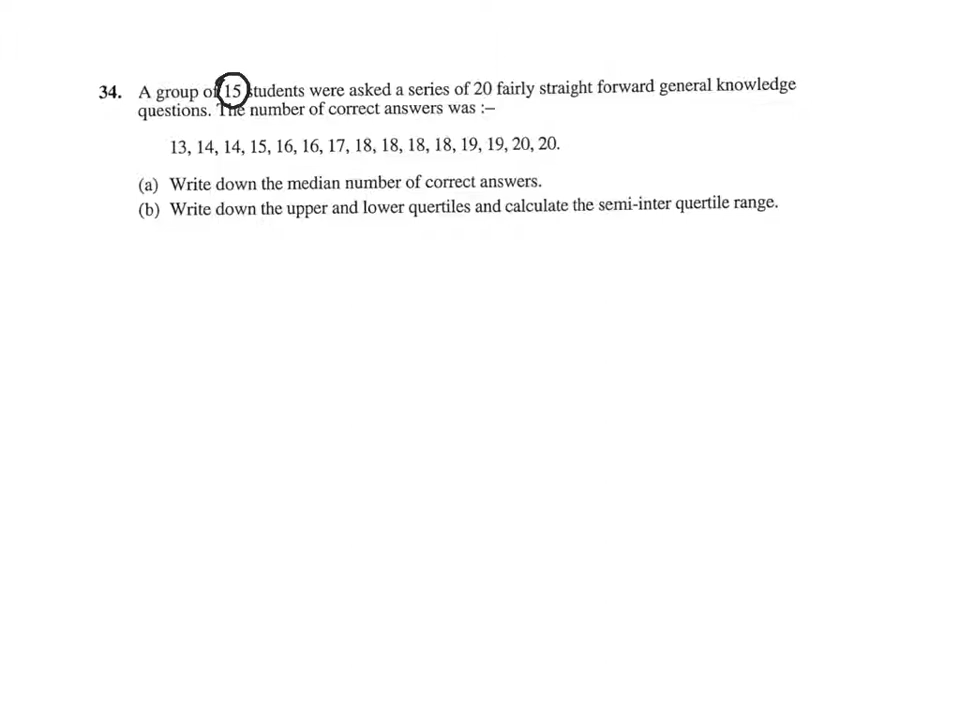 34. A group of 15 students were asked a series of 20 fairly straight forward general knowledge
questions. The number of correct answers was :–
13, 14, 14, 15, 16, 16, 17, 18, 18, 18, 18, 19, 19, 20, 20.
(a) Write down the median number of correct answers.
(b) Write down the upper and lower quertiles and calculate the semi-inter quertile range.